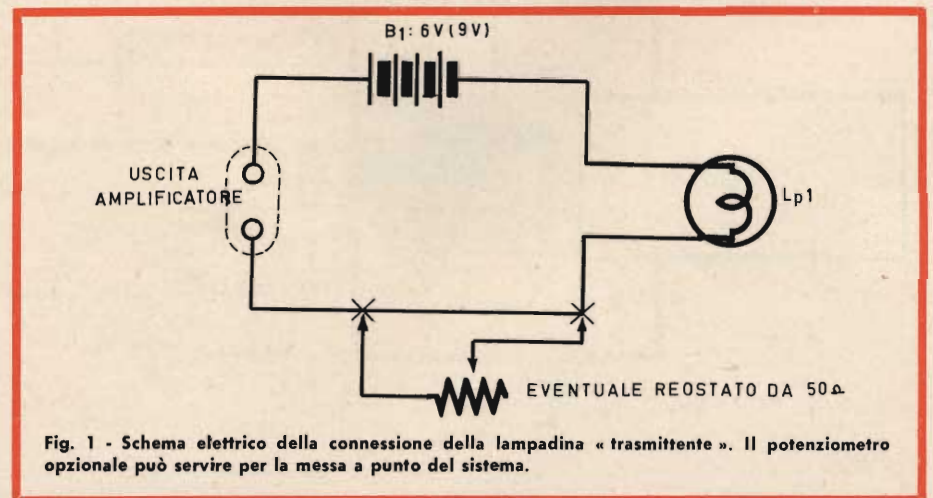 B1: 6V(9V)
USCITA
AMPLIFICATORE
Lp1
EVENTUALE REOSTATO DA 50Ω
Fig. 1 - Schema elettrico della connessione della lampadina « trasmittente ». Il potenziometro
opzionale può servire per la messa a punto del sistema.